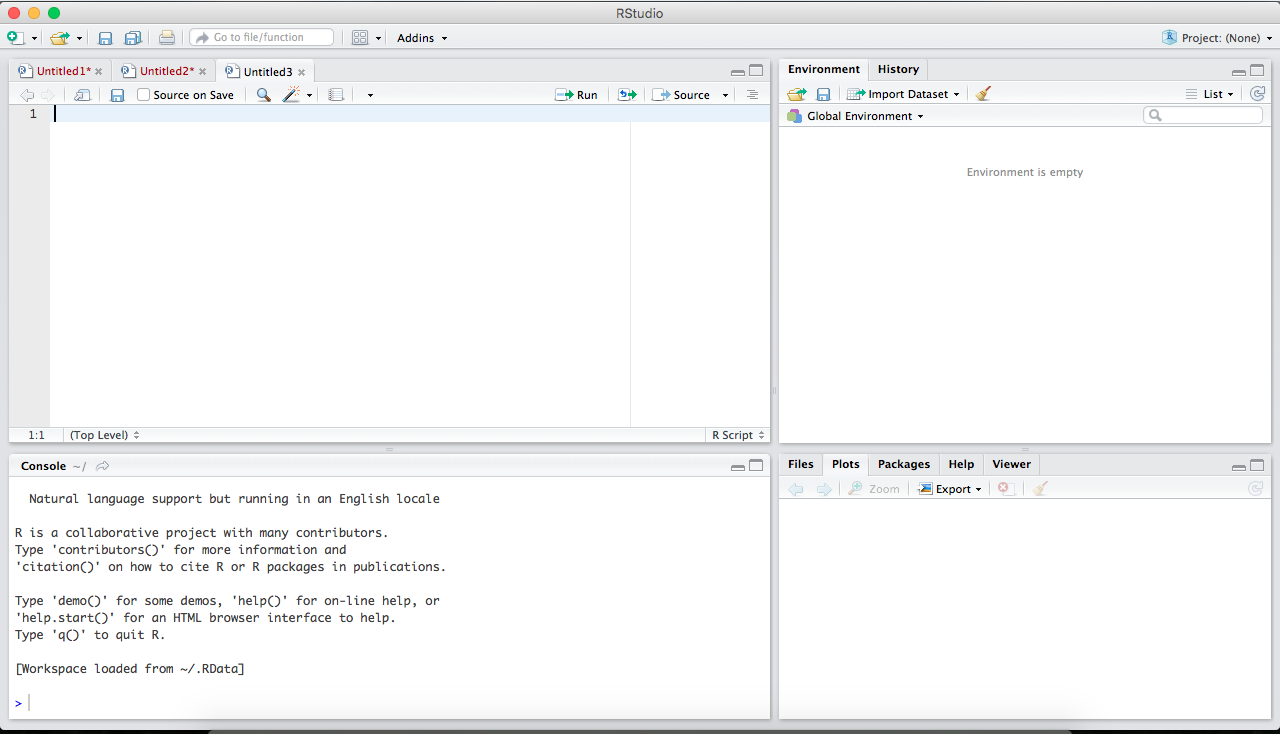 RStudio
Go to file/function
Addins
Project: (None)
Untitled1*
Untitled2*
Untitled3
Source on Save
Run
Source
1
1:1
(Top Level)
R Script
Console ~/
Natural language support but running in an English locale
R is a collaborative project with many contributors.
Type 'contributors()' for more information and
'citation()' on how to cite R or R packages in publications.
Type 'demo()' for some demos, 'help()' for on-line help, or
'help.start()' for an HTML browser interface to help.
Type 'q()' to quit R.
[Workspace loaded from ~/.RData]
>
Environment
History
Import Dataset
List
Global Environment
Environment is empty
Files
Plots
Packages
Help
Viewer
Zoom
Export